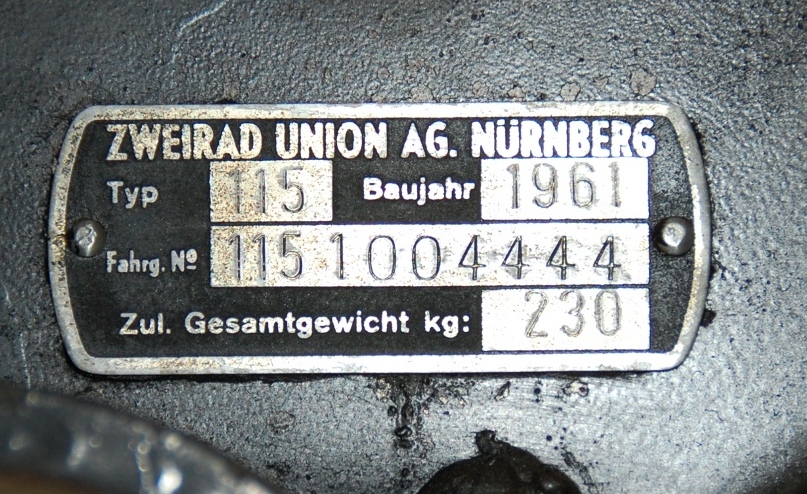 ZWEIRAD UNION AG. NÜRNBERG
Typ 115 Baujahr 1961
Fahrg. Nº 115 1004444
Zul. Gesamtgewicht kg: 230